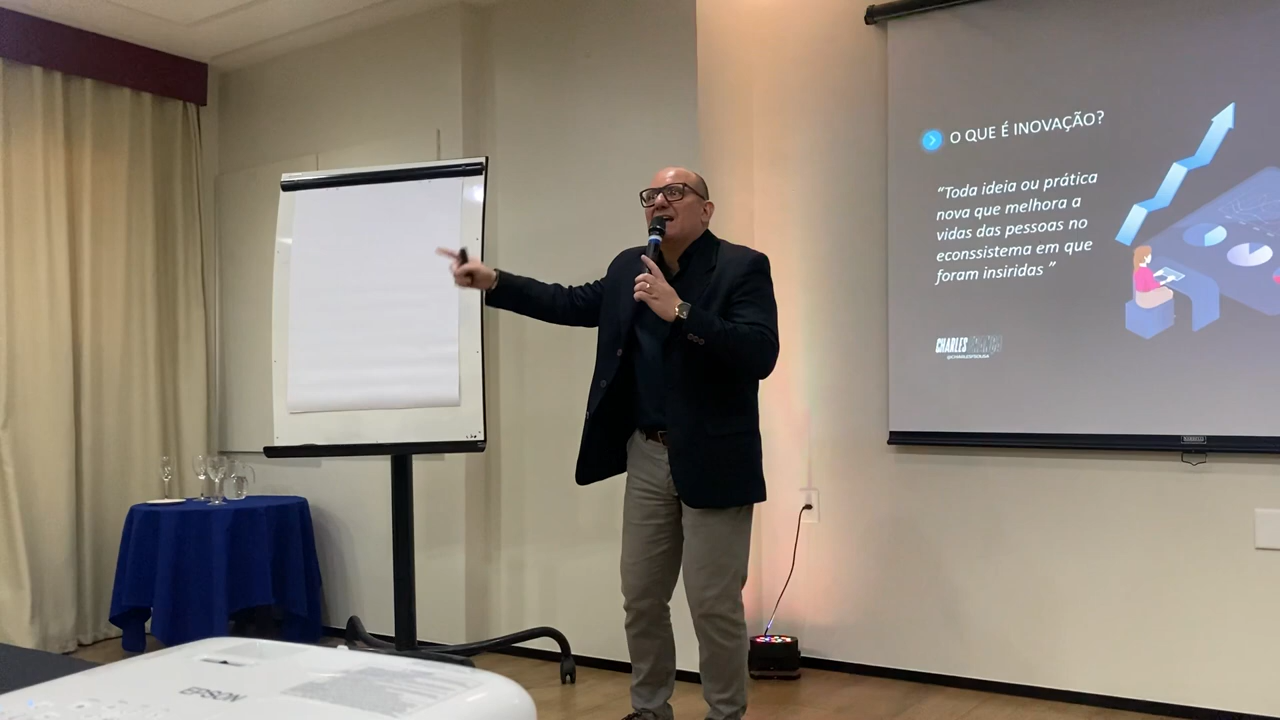 O QUE É INOVAÇÃO?
“Toda ideia ou prática
nova que melhora a
vidas das pessoas no
econssistema em que
foram insiridas ”
CHARLES
EPSON